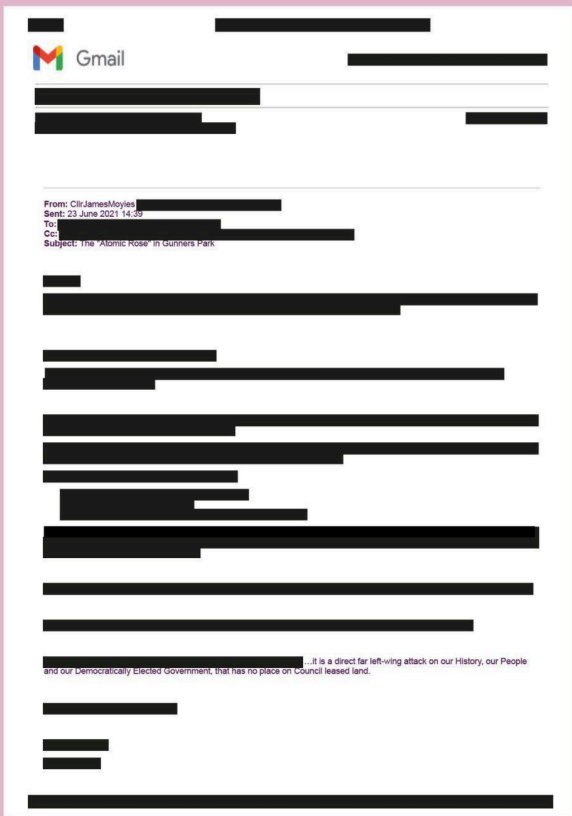 Gmail
From: CllrJamesMoyies
Sent: 23 June 2021 14:39
To:
Cc:
Subject: The "Atomic Rose" in Gunners Park
...it is a direct far left-wing attack on our History, our People
and our Democratically Elected Government, that has no place on Council leased land.